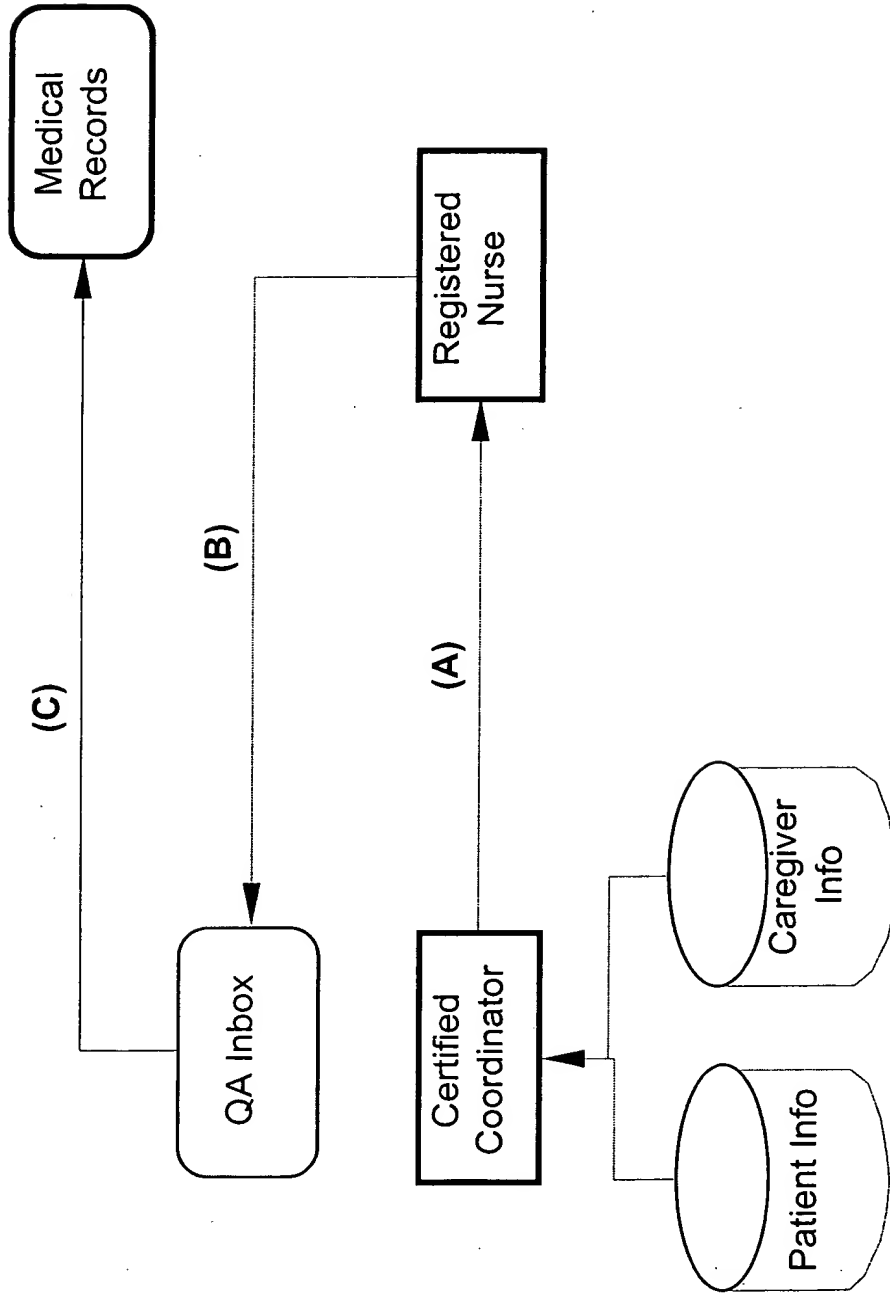 Medical
Records
(C)
QA Inbox
(B)
Registered
Nurse
(A)
Certified
Coordinator
Caregiver
Info
Patient Info